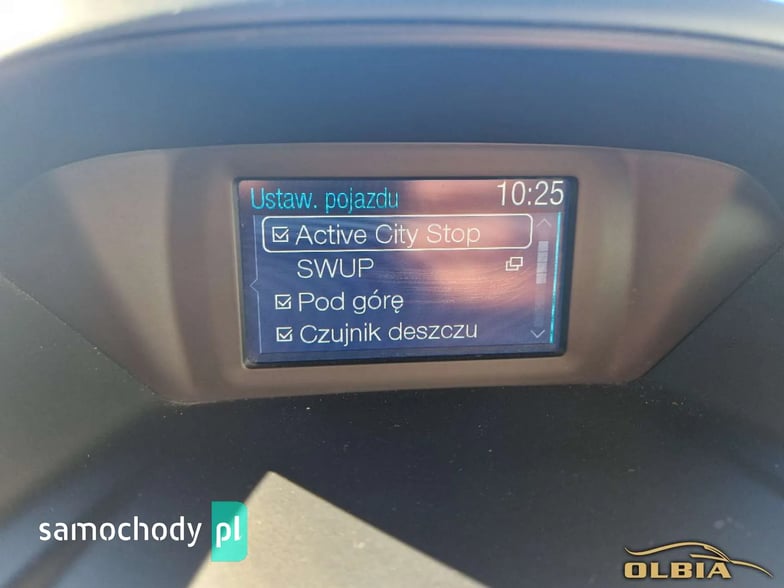 Ustaw. pojazdu 10:25
Active City Stop
SWUP
Pod górę
Czujnik deszczu
samochody pl
OLBIA